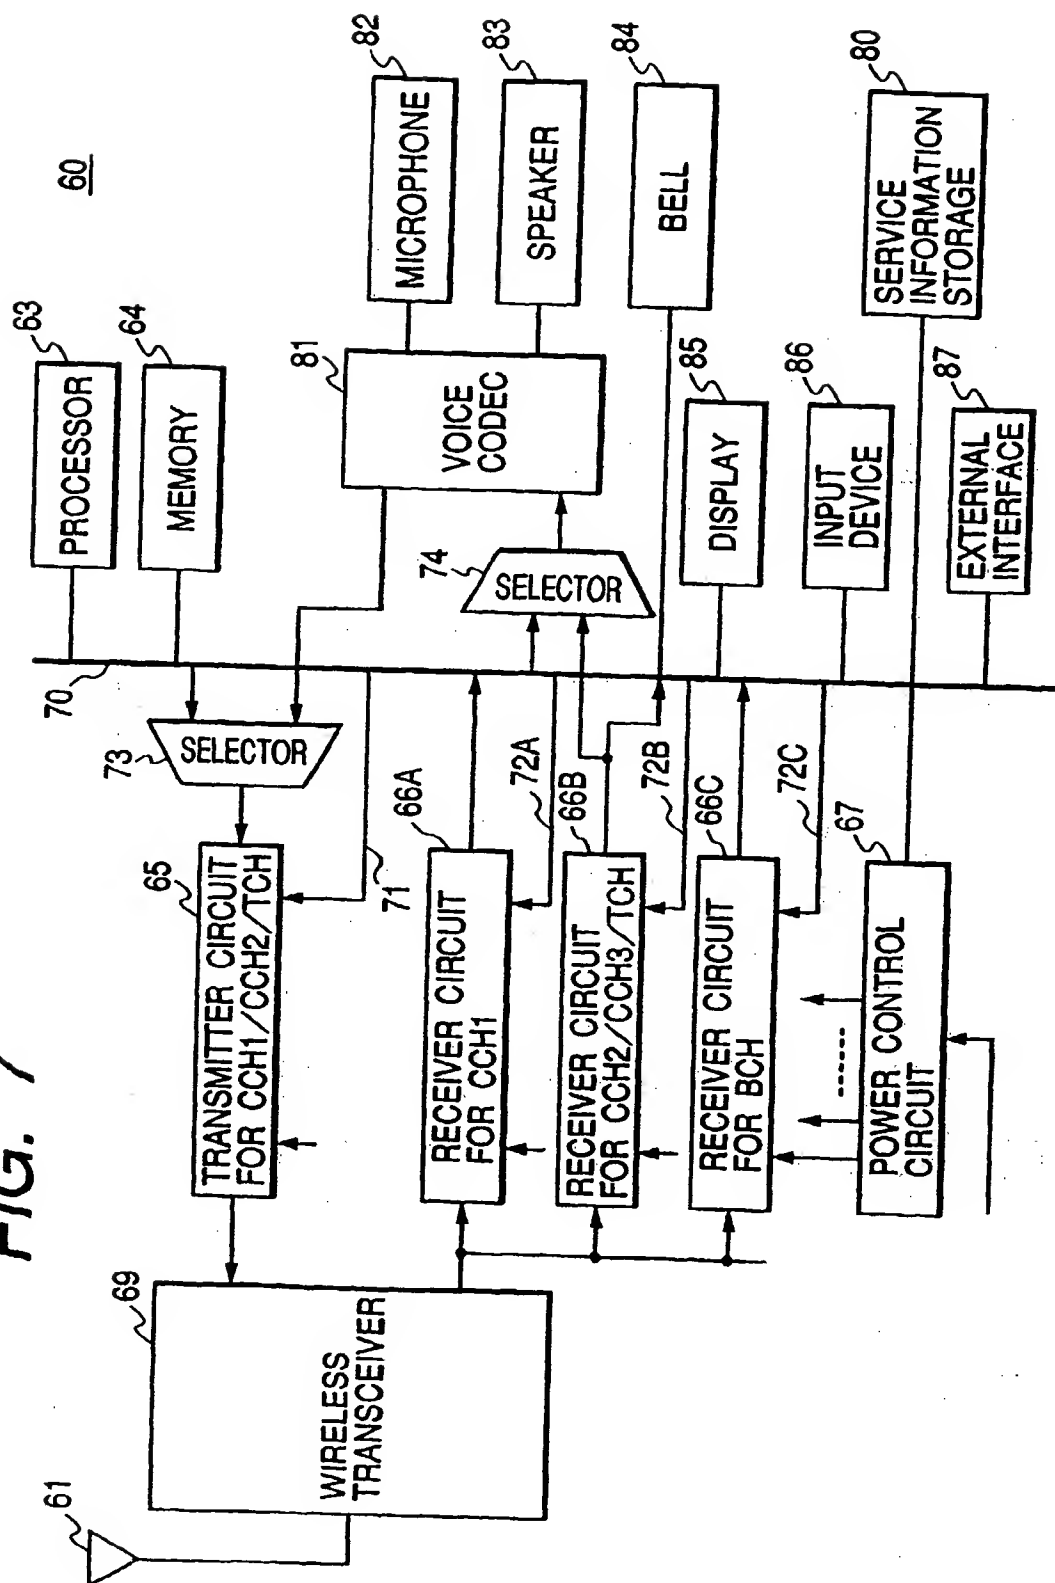 FIG. 7
60
61
69
WIRELESS
TRANSCEIVER
65
TRANSMITTER CIRCUIT
FOR CCH1/CCH2/TCH
71
73
SELECTOR
70
63
PROCESSOR
64
MEMORY
66A
RECEIVER CIRCUIT
FOR CCH1
72A
66B
RECEIVER CIRCUIT
FOR CCH2/CCH3/TCH
72B
66C
RECEIVER CIRCUIT
FOR BCH
72C
67
POWER CONTROL
CIRCUIT
74
SELECTOR
81
VOICE
CODEC
82
MICROPHONE
83
SPEAKER
84
BELL
85
DISPLAY
86
INPUT
DEVICE
80
SERVICE
INFORMATION
STORAGE
87
EXTERNAL
INTERFACE